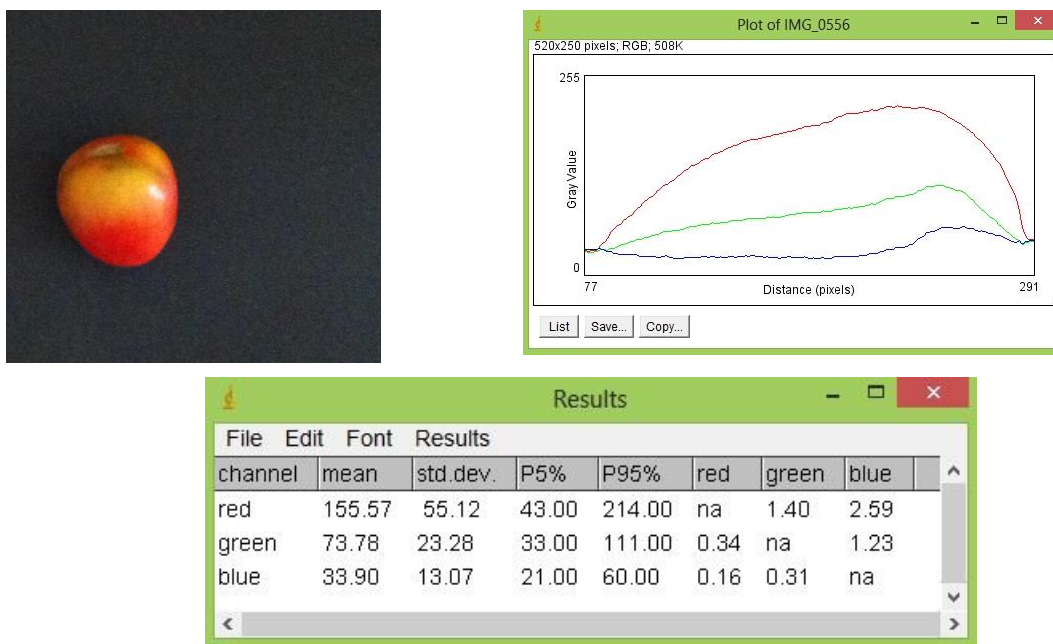 Plot of IMG_0556
520x250 pixels; RGB; 508K
255
Gray Value
0
77
Distance (pixels)
291
List Save... Copy...
Results
File Edit Font Results
channel mean std.dev. P5% P95% red green blue
red 155.57 55.12 43.00 214.00 na 1.40 2.59
green 73.78 23.28 33.00 111.00 0.34 na 1.23
blue 33.90 13.07 21.00 60.00 0.16 0.31 na